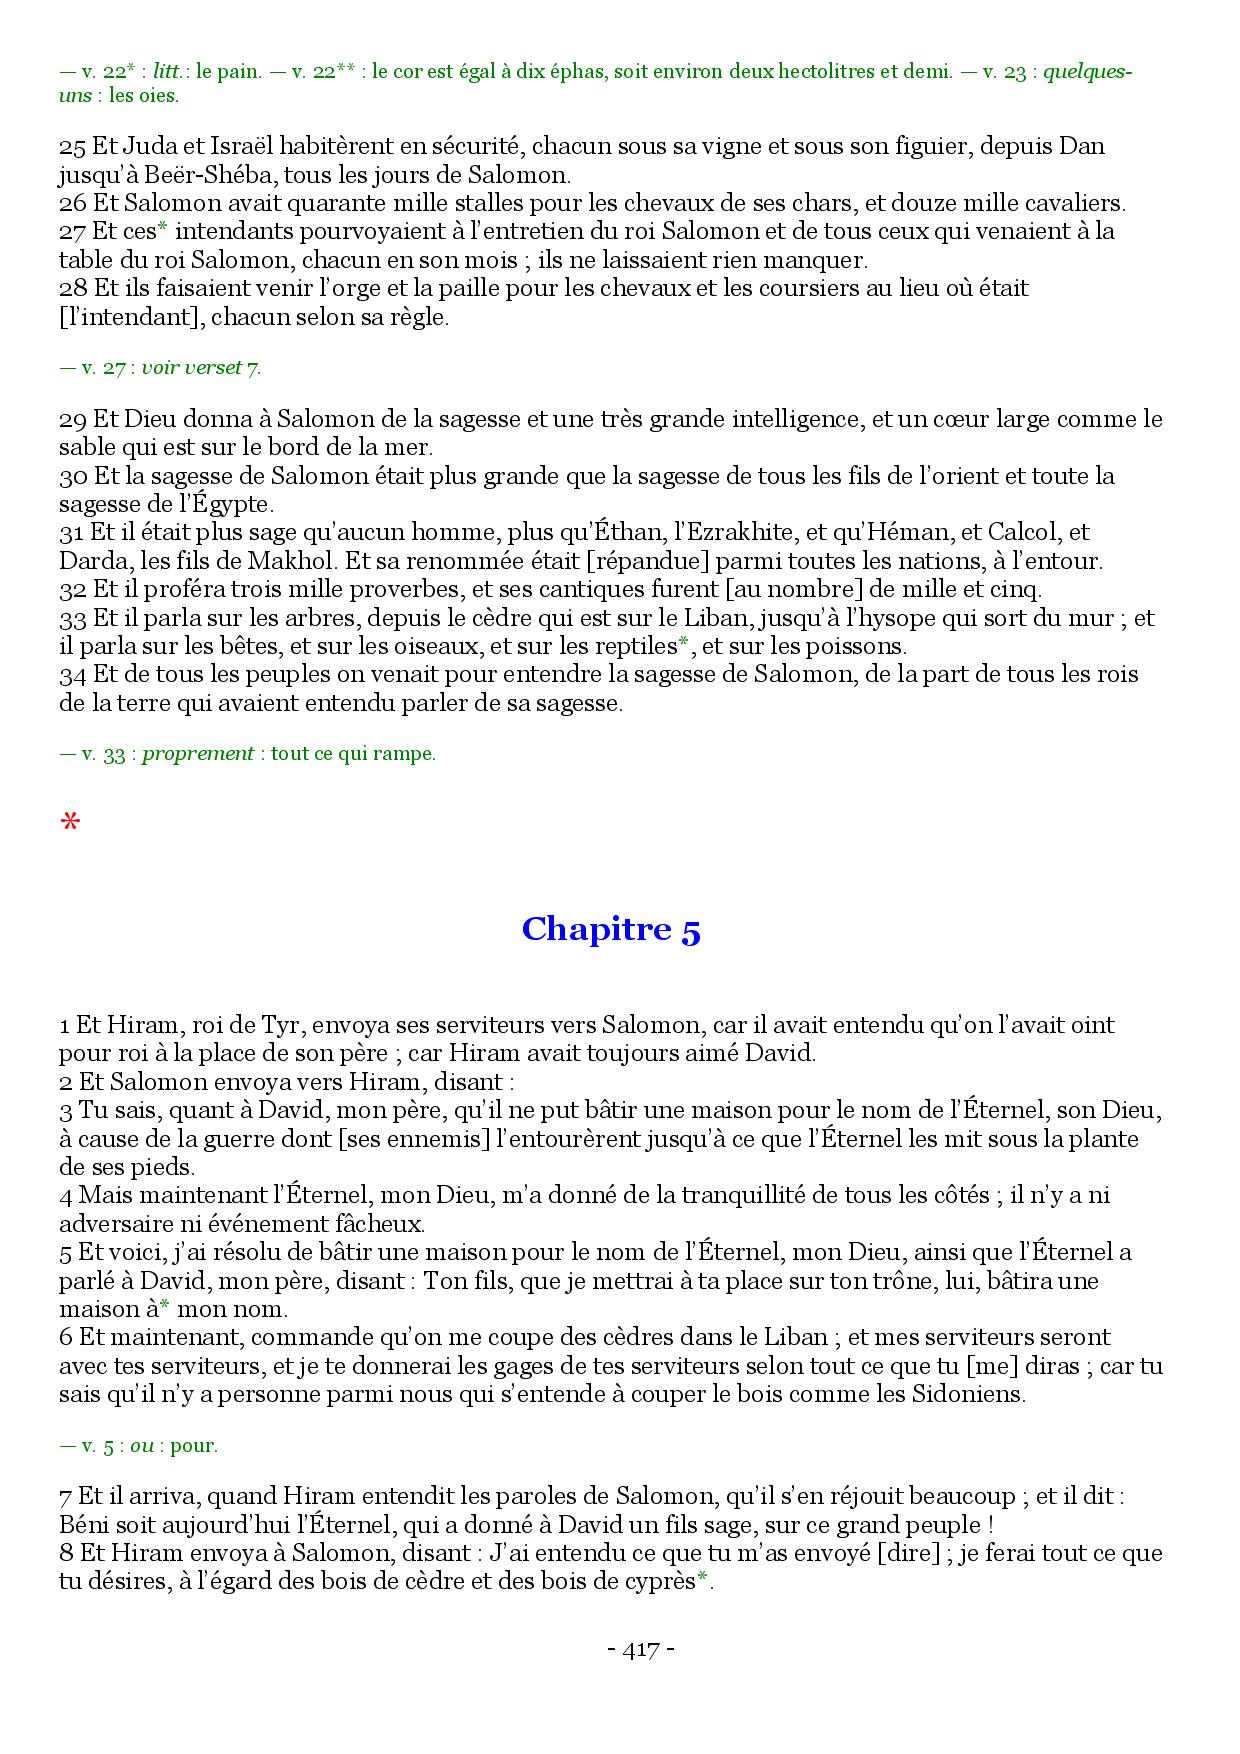 — v. 22* : litt.: le pain. — v. 22** : le cor est égal à dix éphas, soit environ deux hectolitres et demi. — v. 23 : quelques-
uns : les oies.
25 Et Juda et Israël habitèrent en sécurité, chacun sous sa vigne et sous son figuier, depuis Dan
jusqu’à Beër-Shéba, tous les jours de Salomon.
26 Et Salomon avait quarante mille stalles pour les chevaux de ses chars, et douze mille cavaliers.
27 Et ces* intendants pourvoyaient à l’entretien du roi Salomon et de tous ceux qui venaient à la
table du roi Salomon, chacun en son mois ; ils ne laissaient rien manquer.
28 Et ils faisaient venir l’orge et la paille pour les chevaux et les coursiers au lieu où était
[l’intendant], chacun selon sa règle.
— v. 27 : voir verset 7.
29 Et Dieu donna à Salomon de la sagesse et une très grande intelligence, et un cœur large comme le
sable qui est sur le bord de la mer.
30 Et la sagesse de Salomon était plus grande que la sagesse de tous les fils de l’orient et toute la
sagesse de l’Égypte.
31 Et il était plus sage qu’aucun homme, plus qu’Éthan, l’Ezrakhite, et qu’Héman, et Calcol, et
Darda, les fils de Makhol. Et sa renommée était [répandue] parmi toutes les nations, à l’entour.
32 Et il proféra trois mille proverbes, et ses cantiques furent [au nombre] de mille et cinq.
33 Et il parla sur les arbres, depuis le cèdre qui est sur le Liban, jusqu’à l’hysope qui sort du mur ; et
il parla sur les bêtes, et sur les oiseaux, et sur les reptiles*, et sur les poissons.
34 Et de tous les peuples on venait pour entendre la sagesse de Salomon, de la part de tous les rois
de la terre qui avaient entendu parler de sa sagesse.
— v. 33 : proprement : tout ce qui rampe.
*
Chapitre 5
1 Et Hiram, roi de Tyr, envoya ses serviteurs vers Salomon, car il avait entendu qu’on l’avait oint
pour roi à la place de son père ; car Hiram avait toujours aimé David.
2 Et Salomon envoya vers Hiram, disant :
3 Tu sais, quant à David, mon père, qu’il ne put bâtir une maison pour le nom de l’Éternel, son Dieu,
à cause de la guerre dont [ses ennemis] l’entourèrent jusqu’à ce que l’Éternel les mit sous la plante
de ses pieds.
4 Mais maintenant l’Éternel, mon Dieu, m’a donné de la tranquillité de tous les côtés ; il n’y a ni
adversaire ni événement fâcheux.
5 Et voici, j’ai résolu de bâtir une maison pour le nom de l’Éternel, mon Dieu, ainsi que l’Éternel a
parlé à David, mon père, disant : Ton fils, que je mettrai à ta place sur ton trône, lui, bâtira une
maison à* mon nom.
6 Et maintenant, commande qu’on me coupe des cèdres dans le Liban ; et mes serviteurs seront
avec tes serviteurs, et je te donnerai les gages de tes serviteurs selon tout ce que tu [me] diras ; car tu
sais qu’il n’y a personne parmi nous qui s’entende à couper le bois comme les Sidoniens.
— v. 5 : ou : pour.
7 Et il arriva, quand Hiram entendit les paroles de Salomon, qu’il s’en réjouit beaucoup ; et il dit :
Béni soit aujourd’hui l’Éternel, qui a donné à David un fils sage, sur ce grand peuple !
8 Et Hiram envoya à Salomon, disant : J’ai entendu ce que tu m’as envoyé [dire] ; je ferai tout ce que
tu désires, à l’égard des bois de cèdre et des bois de cyprès*.
- 417 -